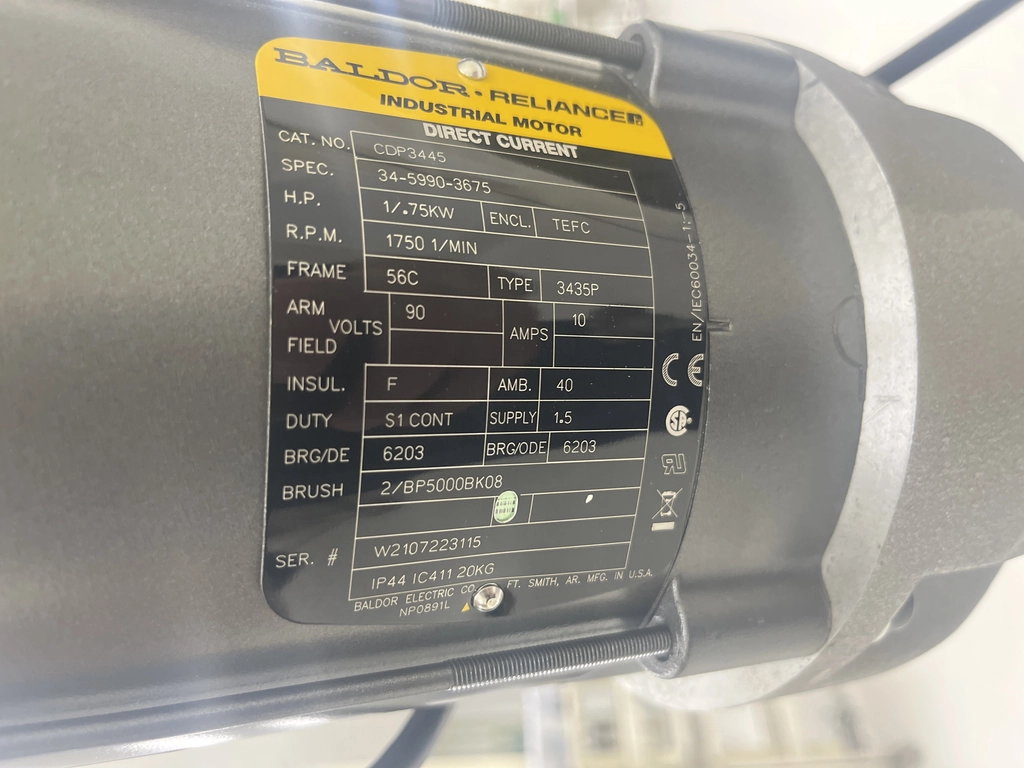 BALDOR • RELIANCER
INDUSTRIAL MOTOR
DIRECT CURRENT
CAT. NO. CDP3445
SPEC. 34-5990-3675
H.P. 1/.75KW ENCL. TEFC
R.P.M. 1750 1/MIN
FRAME 56C TYPE 3435P
ARM 90 10
VOLTS AMPS
FIELD
INSUL. F AMB. 40
DUTY S1 CONT SUPPLY 1.5
BRG/DE 6203 BRG/ODE 6203
BRUSH 2/BP5000BK08
SER. # W2107223115
IP44 IC411 20KG
BALDOR ELECTRIC CO. FT. SMITH, AR. MFG. IN U.S.A.
NP0891L
EN/IEC60034-1
CE